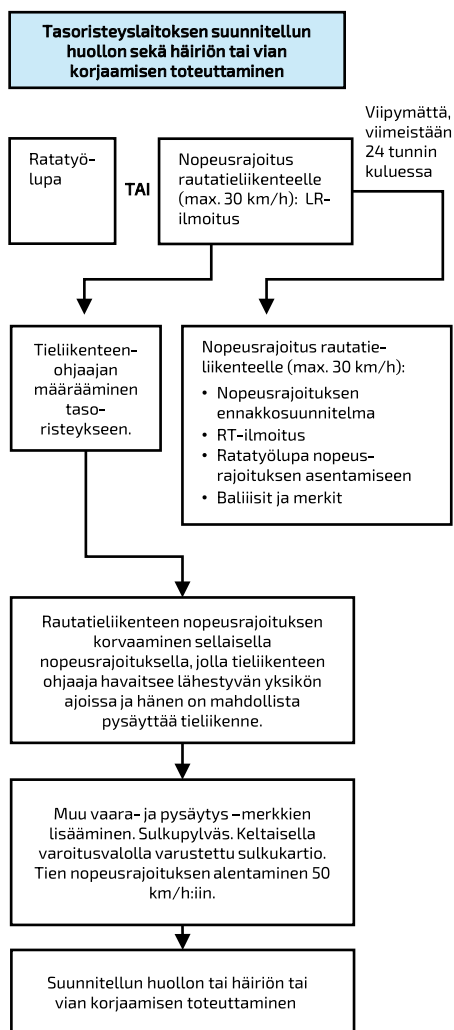 Tasoristeyslaitoksen suunnitellun
huollon sekä häiriön tai vian
korjaamisen toteuttaminen
Viipymättä,
viimeistään
24 tunnin
kuluessa
Ratatyö-
lupa
TAI
Nopeusrajoitus
rautatieliikenteelle
(max. 30 km/h): LR-
ilmoitus
Tieliikenteen-
ohjaajan
määrääminen
taso-
risteykseen.
Nopeusrajoitus rautatie-
liikenteelle (max. 30 km/h):
• Nopeusrajoituksen
ennakkosuunnitelma
• RT-ilmoitus
• Ratatyölupa nopeus-
rajoituksen asentamiseen
• Baliiisit ja merkit
Rautatieliikenteen nopeusrajoituksen
korvaaminen sellaisella
nopeusrajoituksella, jolla tieliikenteen
ohjaaja havaitsee lähestyvän yksikön
ajoissa ja hänen on mahdollista
pysäyttää tieliikenne.
Muu vaara- ja pysäytys –merkkien
lisääminen. Sulkupylväs. Keltaisella
varoitusvalolla varustettu sulkukartio.
Tien nopeusrajoituksen alentaminen 50
km/h:iin.
Suunnitellun huollon tai häiriön tai
vian korjaamisen toteuttaminen